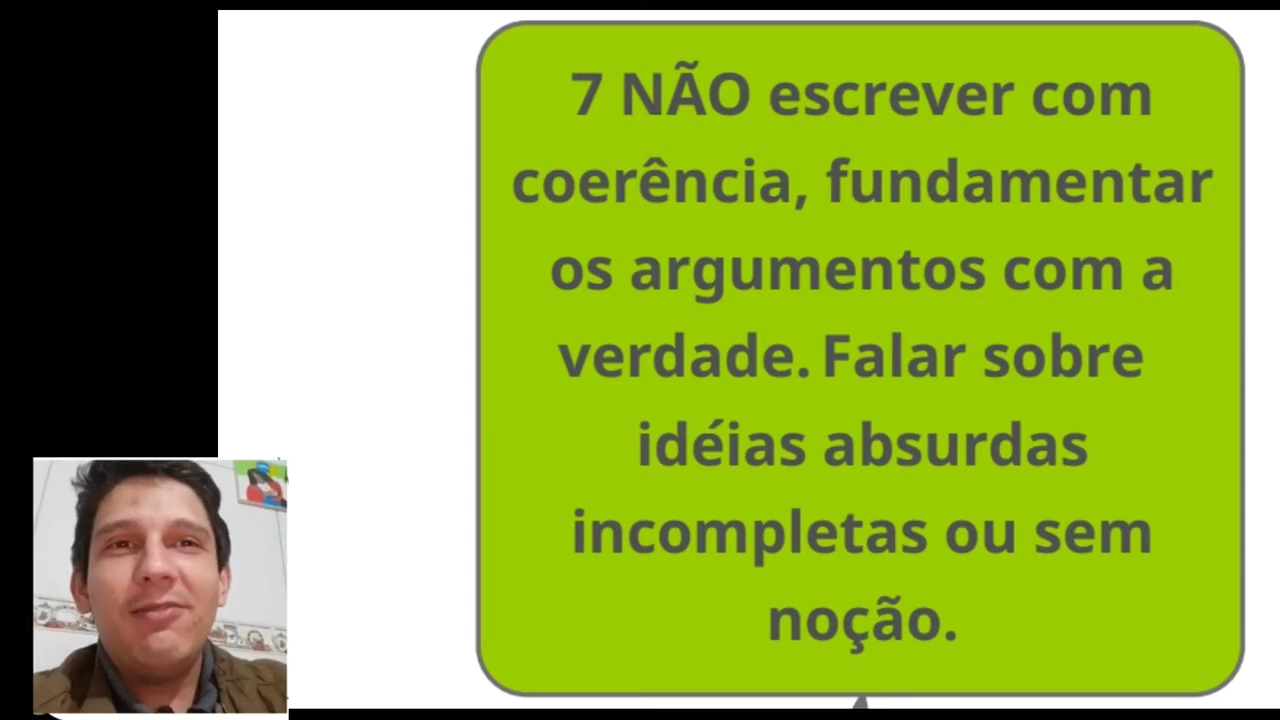 7 NÃO escrever com
coerência, fundamentar
os argumentos com a
verdade. Falar sobre
idéias absurdas
incompletas ou sem
noção.